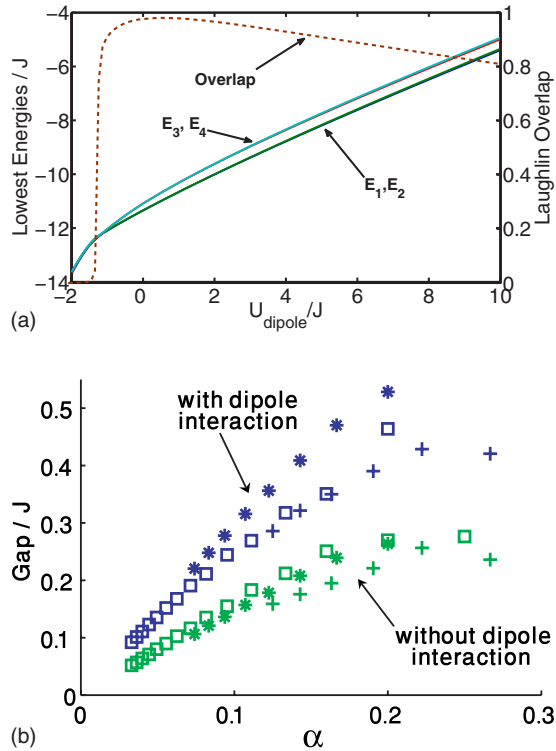 Lowest Energies / J
-4
-6
-8
-10
-12
-14
Overlap
E3, E4
E1,E2
1
0.8
0.6
0.4
0.2
0
Laughlin Overlap
-2 0 2 4 6 8 10
Udipole/J
(a)
Gap / J
0.5
0.4
0.3
0.2
0.1
0
with dipole
interaction
without dipole
interaction
0 0.1 0.2 0.3
α
(b)